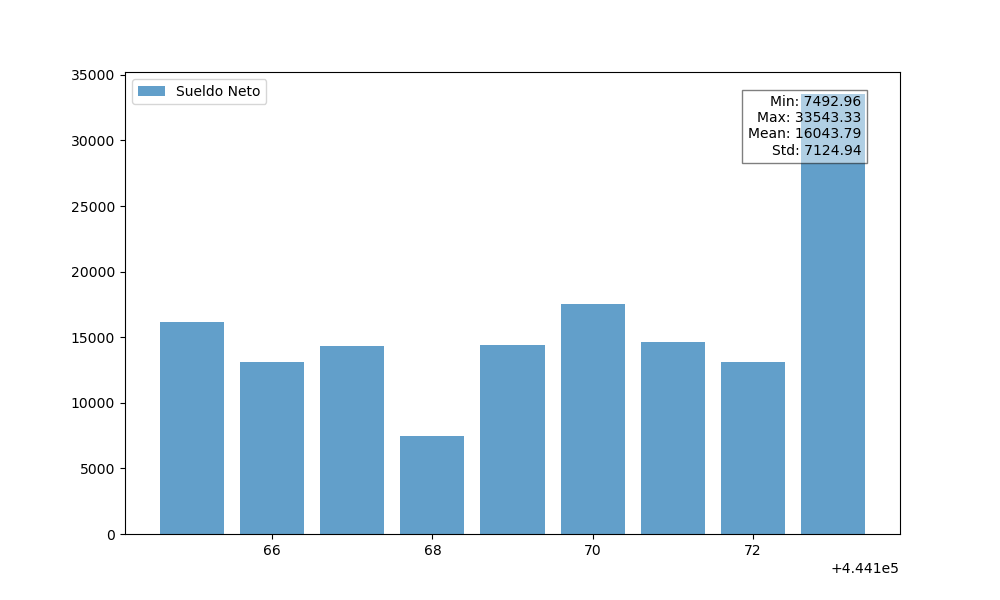 Sueldo Neto
Min: 7492.96
Max: 33543.33
Mean: 16043.79
Std: 7124.94
35000
30000
25000
20000
15000
10000
5000
0
66 68 70 72
+4.441e5